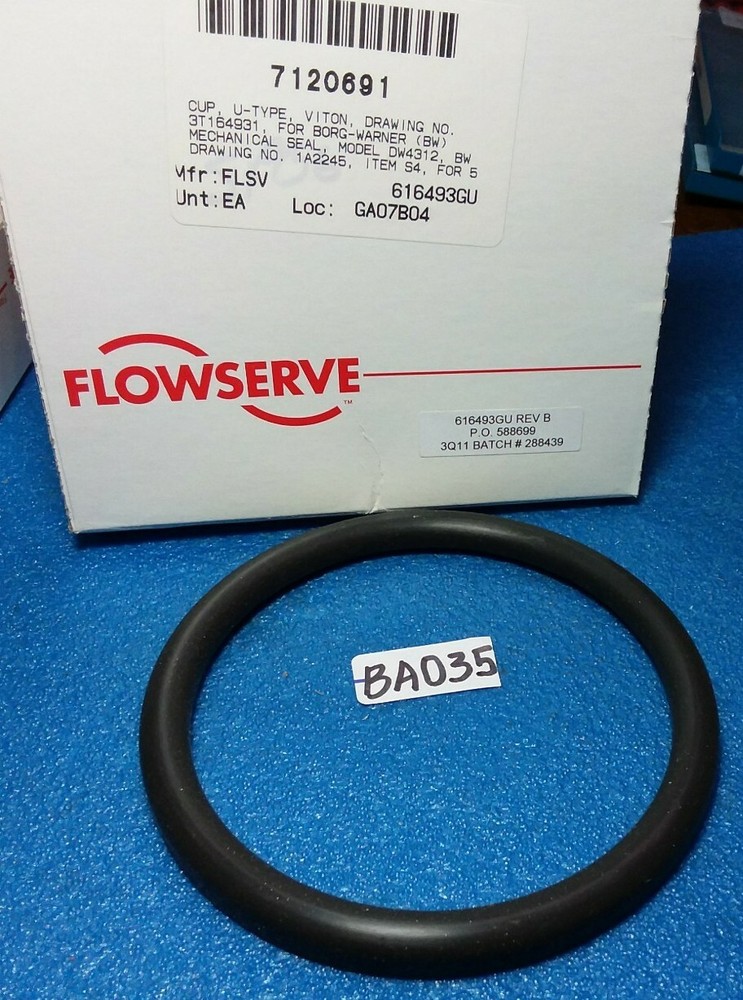 7120691
CUP, U-TYPE, VITON, DRAWING NO.
3T164931, FOR BORG-WARNER (BW)
MECHANICAL SEAL, MODEL DW4312, BW
DRAWING NO. 1A2245, ITEM S4, FOR 5
Mfr: FLSV 616493GU
Unt: EA Loc: GA07B04
FLOWSERVE™
616493GU REV B
P.O. 588699
3Q11 BATCH # 288439
BA035